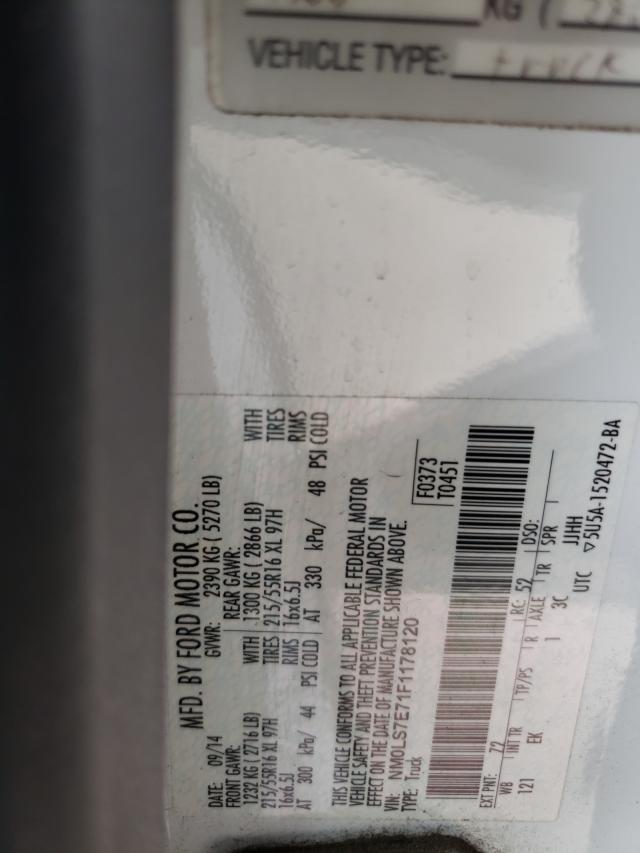 KG (
VEHICLE TYPE: truck
MFD. BY FORD MOTOR CO.
DATE: 09/14 GVWR: 2390 KG ( 5270 LB)
FRONT GAWR: REAR GAWR:
1232 KG ( 2716 LB) WITH 1300 KG ( 2866 LB) WITH
215/55R16 XL 97H TIRES 215/55R16 XL 97H TIRES
16x6.5J RIMS 16x6.5J RIMS
AT 300 kPa/ 44 PSI COLD AT 330 kPa/ 48 PSI COLD
THIS VEHICLE CONFORMS TO ALL APPLICABLE FEDERAL MOTOR
VEHICLE SAFETY AND THEFT PREVENTION STANDARDS IN
EFFECT ON THE DATE OF MANUFACTURE SHOWN ABOVE.
VIN: NM0LS7E71F1178120
TYPE: Truck
F0373
T0451
EXT PNT: 72 RC: 52 DSO:
WB INT TR TP/PS R AXLE TR SPR
121 EK 1 3C JJHH
UTC ▽5U5A-1520472-BA